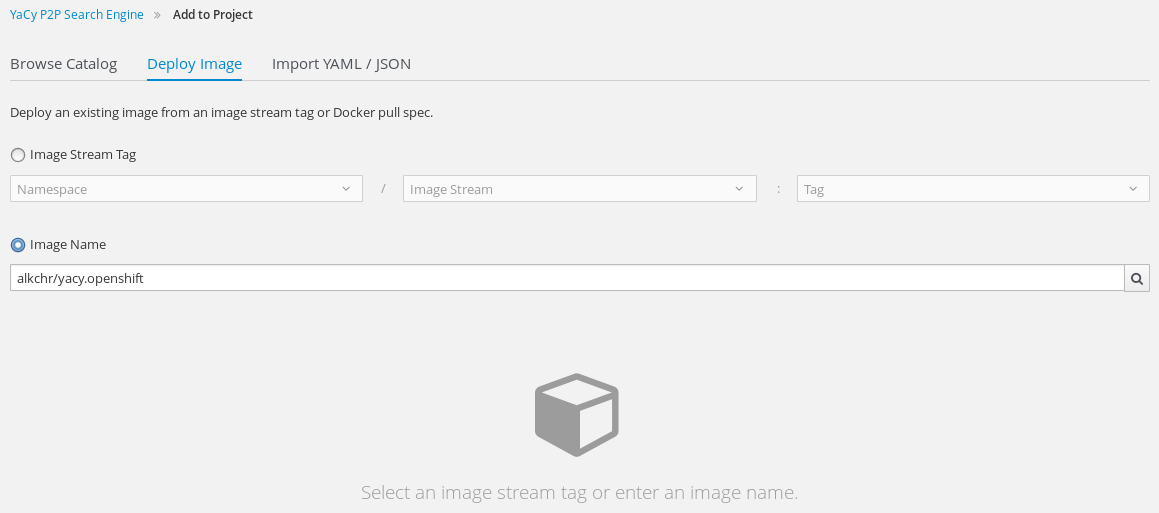 YaCy P2P Search Engine » Add to Project
Browse Catalog Deploy Image Import YAML / JSON
Deploy an existing image from an image stream tag or Docker pull spec.
Image Stream Tag
Namespace / Image Stream : Tag
Image Name
alkchr/yacy.openshift
Select an image stream tag or enter an image name.